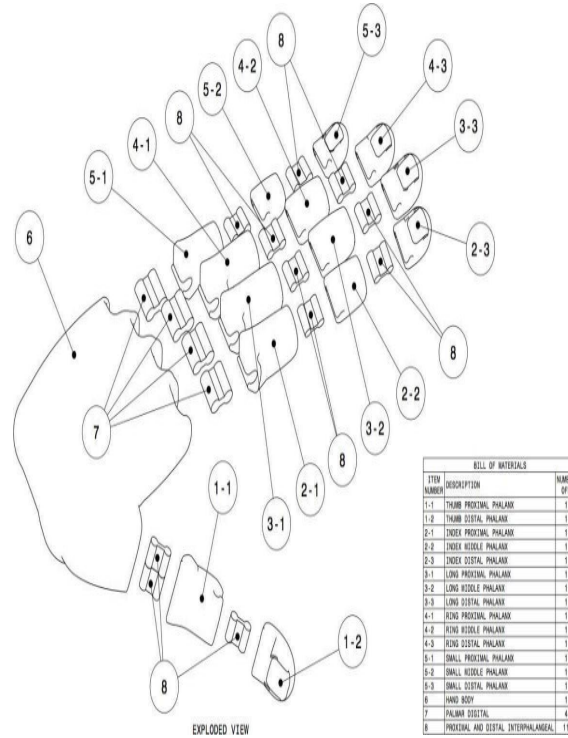 5-3
8
4-2
4-3
5-2
8
3-3
4-1
5-1
2-3
6
8
2-2
3-2
7
8
2-1
3-1
1-1
1-2
8
EXPLODED VIEW
BILL OF MATERIALS
ITEM NUMBER DESCRIPTION
1-1 THUMB PROXIMAL PHALANX 1
1-2 THUMB DISTAL PHALANX 1
2-1 INDEX PROXIMAL PHALANX 1
2-2 INDEX MIDDLE PHALANX 1
2-3 INDEX DISTAL PHALANX 1
3-1 LONG PROXIMAL PHALANX 1
3-2 LONG MIDDLE PHALANX 1
3-3 LONG DISTAL PHALANX 1
4-1 RING PROXIMAL PHALANX 1
4-2 RING MIDDLE PHALANX 1
4-3 RING DISTAL PHALANX 1
5-1 SMALL PROXIMAL PHALANX 1
5-2 SMALL MIDDLE PHALANX 1
5-3 SMALL DISTAL PHALANX 1
6 HAND BODY 1
7 PALMAR DIGITAL 4
8 PROXIMAL AND DISTAL INTERPHALANGEAL 11